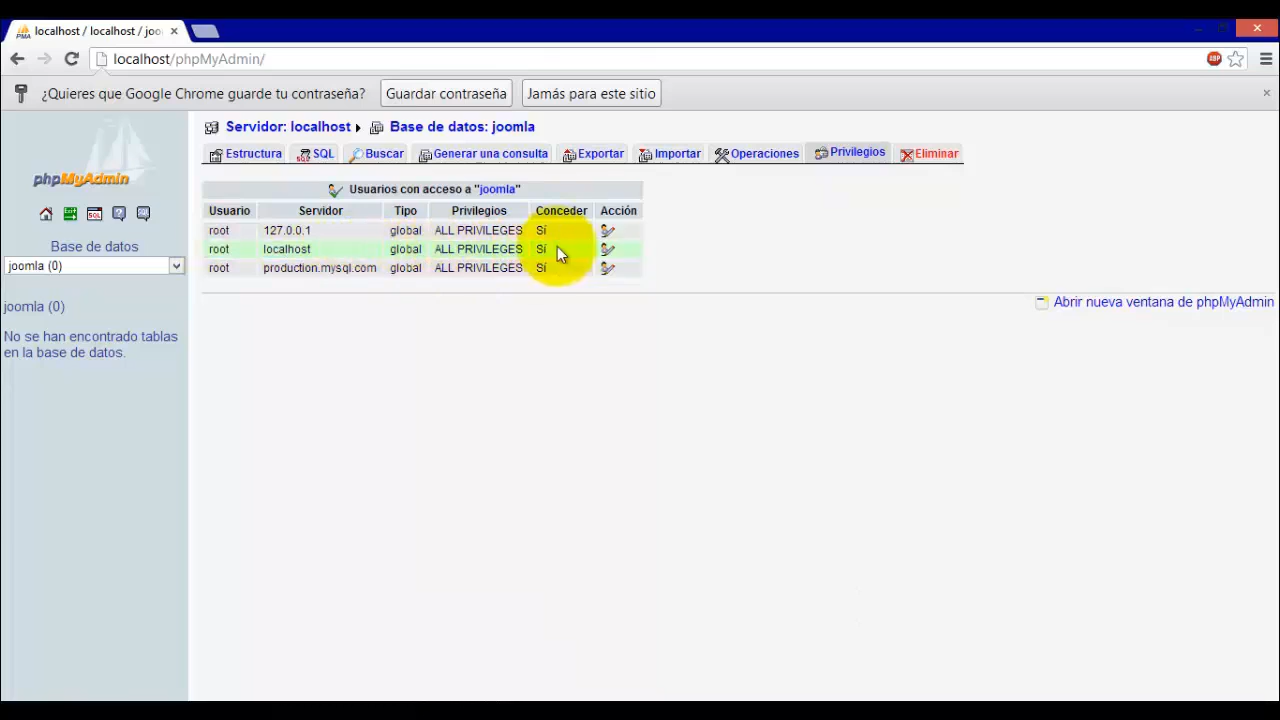 localhost / localhost / joo
localhost/phpMyAdmin/
ABP
¿Quieres que Google Chrome guarde tu contraseña? Guardar contraseña Jamás para este sitio
phpMyAdmin
SQL
Base de datos
joomla (0)
joomla (0)
No se han encontrado tablas
en la base de datos.
Servidor: localhost Base de datos: joomla
Estructura SQL Buscar Generar una consulta Exportar Importar Operaciones Privilegios Eliminar
Usuarios con acceso a "joomla"
Usuario Servidor Tipo Privilegios Conceder Acción
root 127.0.0.1 global ALL PRIVILEGES Sí
root localhost global ALL PRIVILEGES Sí
root production.mysql.com global ALL PRIVILEGES Sí
Abrir nueva ventana de phpMyAdmin